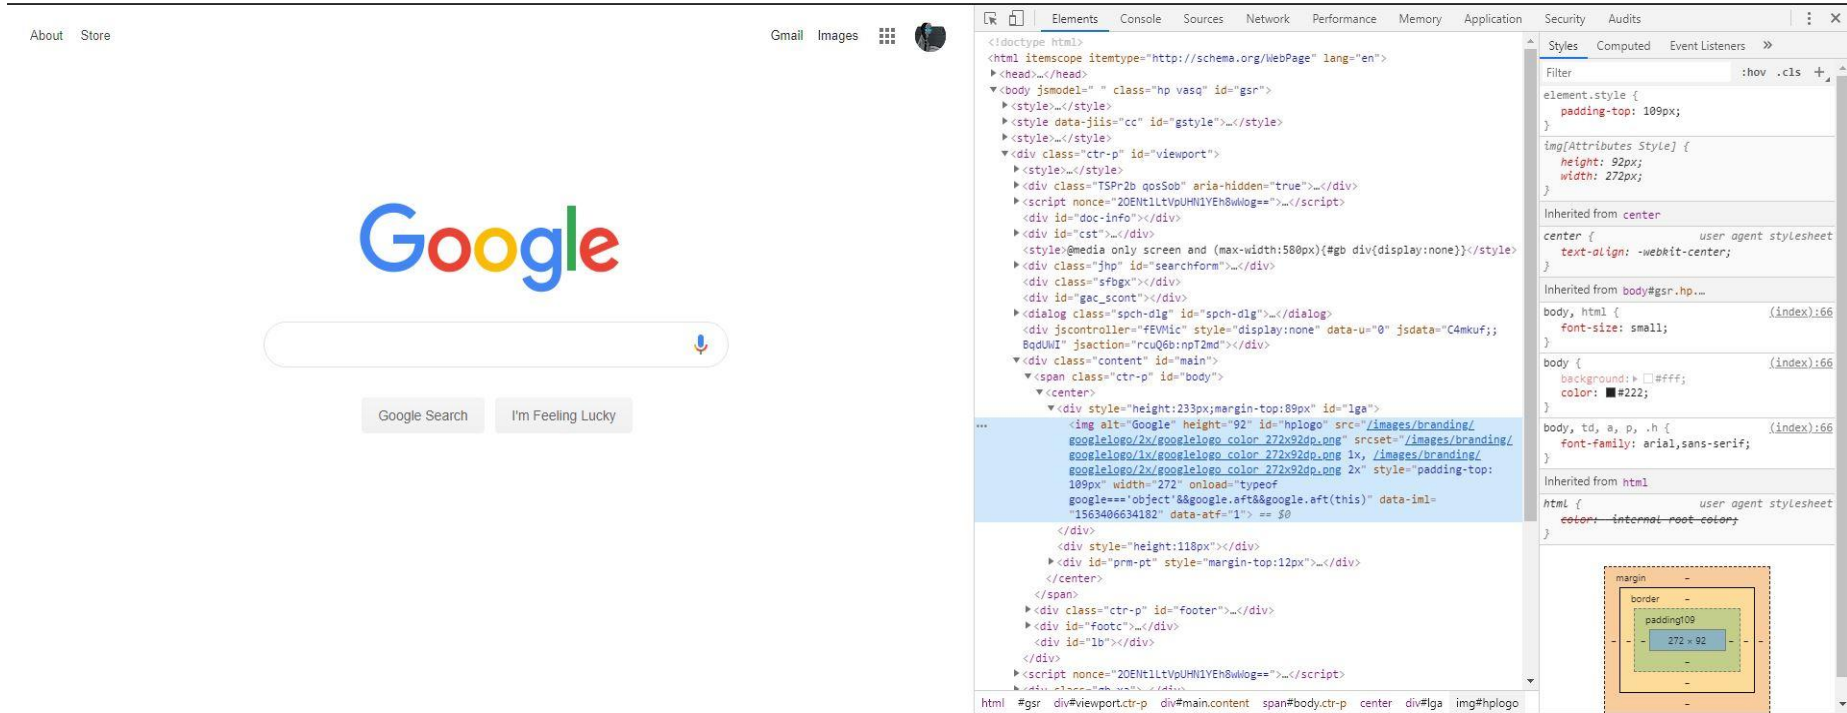 About Store
Gmail Images
Google
Google Search I'm Feeling Lucky
Elements Console Sources Network Performance Memory Application Security Audits
<!doctype html>
<html itemscope itemtype="http://schema.org/WebPage" lang="en">
<head>…</head>
<body jsmodel=" " class="hp vasq" id="gsr">
<style>…</style>
<style data-jiis="cc" id="gstyle">…</style>
<style>…</style>
<div class="ctr-p" id="viewport">
<style>…</style>
<div class="TSPr2b qosSob" aria-hidden="true">…</div>
<script nonce="2OENtlLtVpUHN1YEh8wWog==">…</script>
<div id="doc-info"></div>
<div id="cst">…</div>
<style>@media only screen and (max-width:580px){#gb div{display:none}}</style>
<div class="jhp" id="searchform">…</div>
<div class="sfbgx"></div>
<div id="gac_scont"></div>
<dialog class="spch-dlg" id="spch-dlg">…</dialog>
<div jscontroller="fEVMic" style="display:none" data-u="0" jsdata="C4mkuf;;
BqdUWI" jsaction="rcuQ6b:npT2md"></div>
<div class="content" id="main">
<span class="ctr-p" id="body">
<center>
<div style="height:233px;margin-top:89px" id="lga">
<img alt="Google" height="92" id="hplogo" src="/images/branding/
googlelogo/2x/googlelogo_color_272x92dp.png" srcset="/images/branding/
googlelogo/1x/googlelogo_color_272x92dp.png 1x, /images/branding/
googlelogo/2x/googlelogo_color_272x92dp.png 2x" style="padding-top:
109px" width="272" onload="typeof
google==='object'&&google.aft&&google.aft(this)" data-iml=
"1563406634182" data-atf="1"> == $0
</div>
<div style="height:118px"></div>
<div id="prm-pt" style="margin-top:12px">…</div>
</center>
</span>
<div class="ctr-p" id="footer">…</div>
<div id="footc">…</div>
<div id="lb"></div>
</div>
<script nonce="2OENtlLtVpUHN1YEh8wWog==">…</script>
html #gsr div#viewport.ctr-p div#main.content span#body.ctr-p center div#lga img#hplogo
Styles Computed Event Listeners »
Filter :hov .cls +
element.style {
padding-top: 109px;
}
img[Attributes Style] {
height: 92px;
width: 272px;
}
Inherited from center
center { user agent stylesheet
text-align: -webkit-center;
}
Inherited from body#gsr.hp.…
body, html { (index):66
font-size: small;
}
body { (index):66
background: #fff;
color: #222;
}
body, td, a, p, .h { (index):66
font-family: arial,sans-serif;
}
Inherited from html
html { user agent stylesheet
color: -internal-root-color;
}
margin -
border -
padding109
- - - 272 × 92 - - -
-
-
-